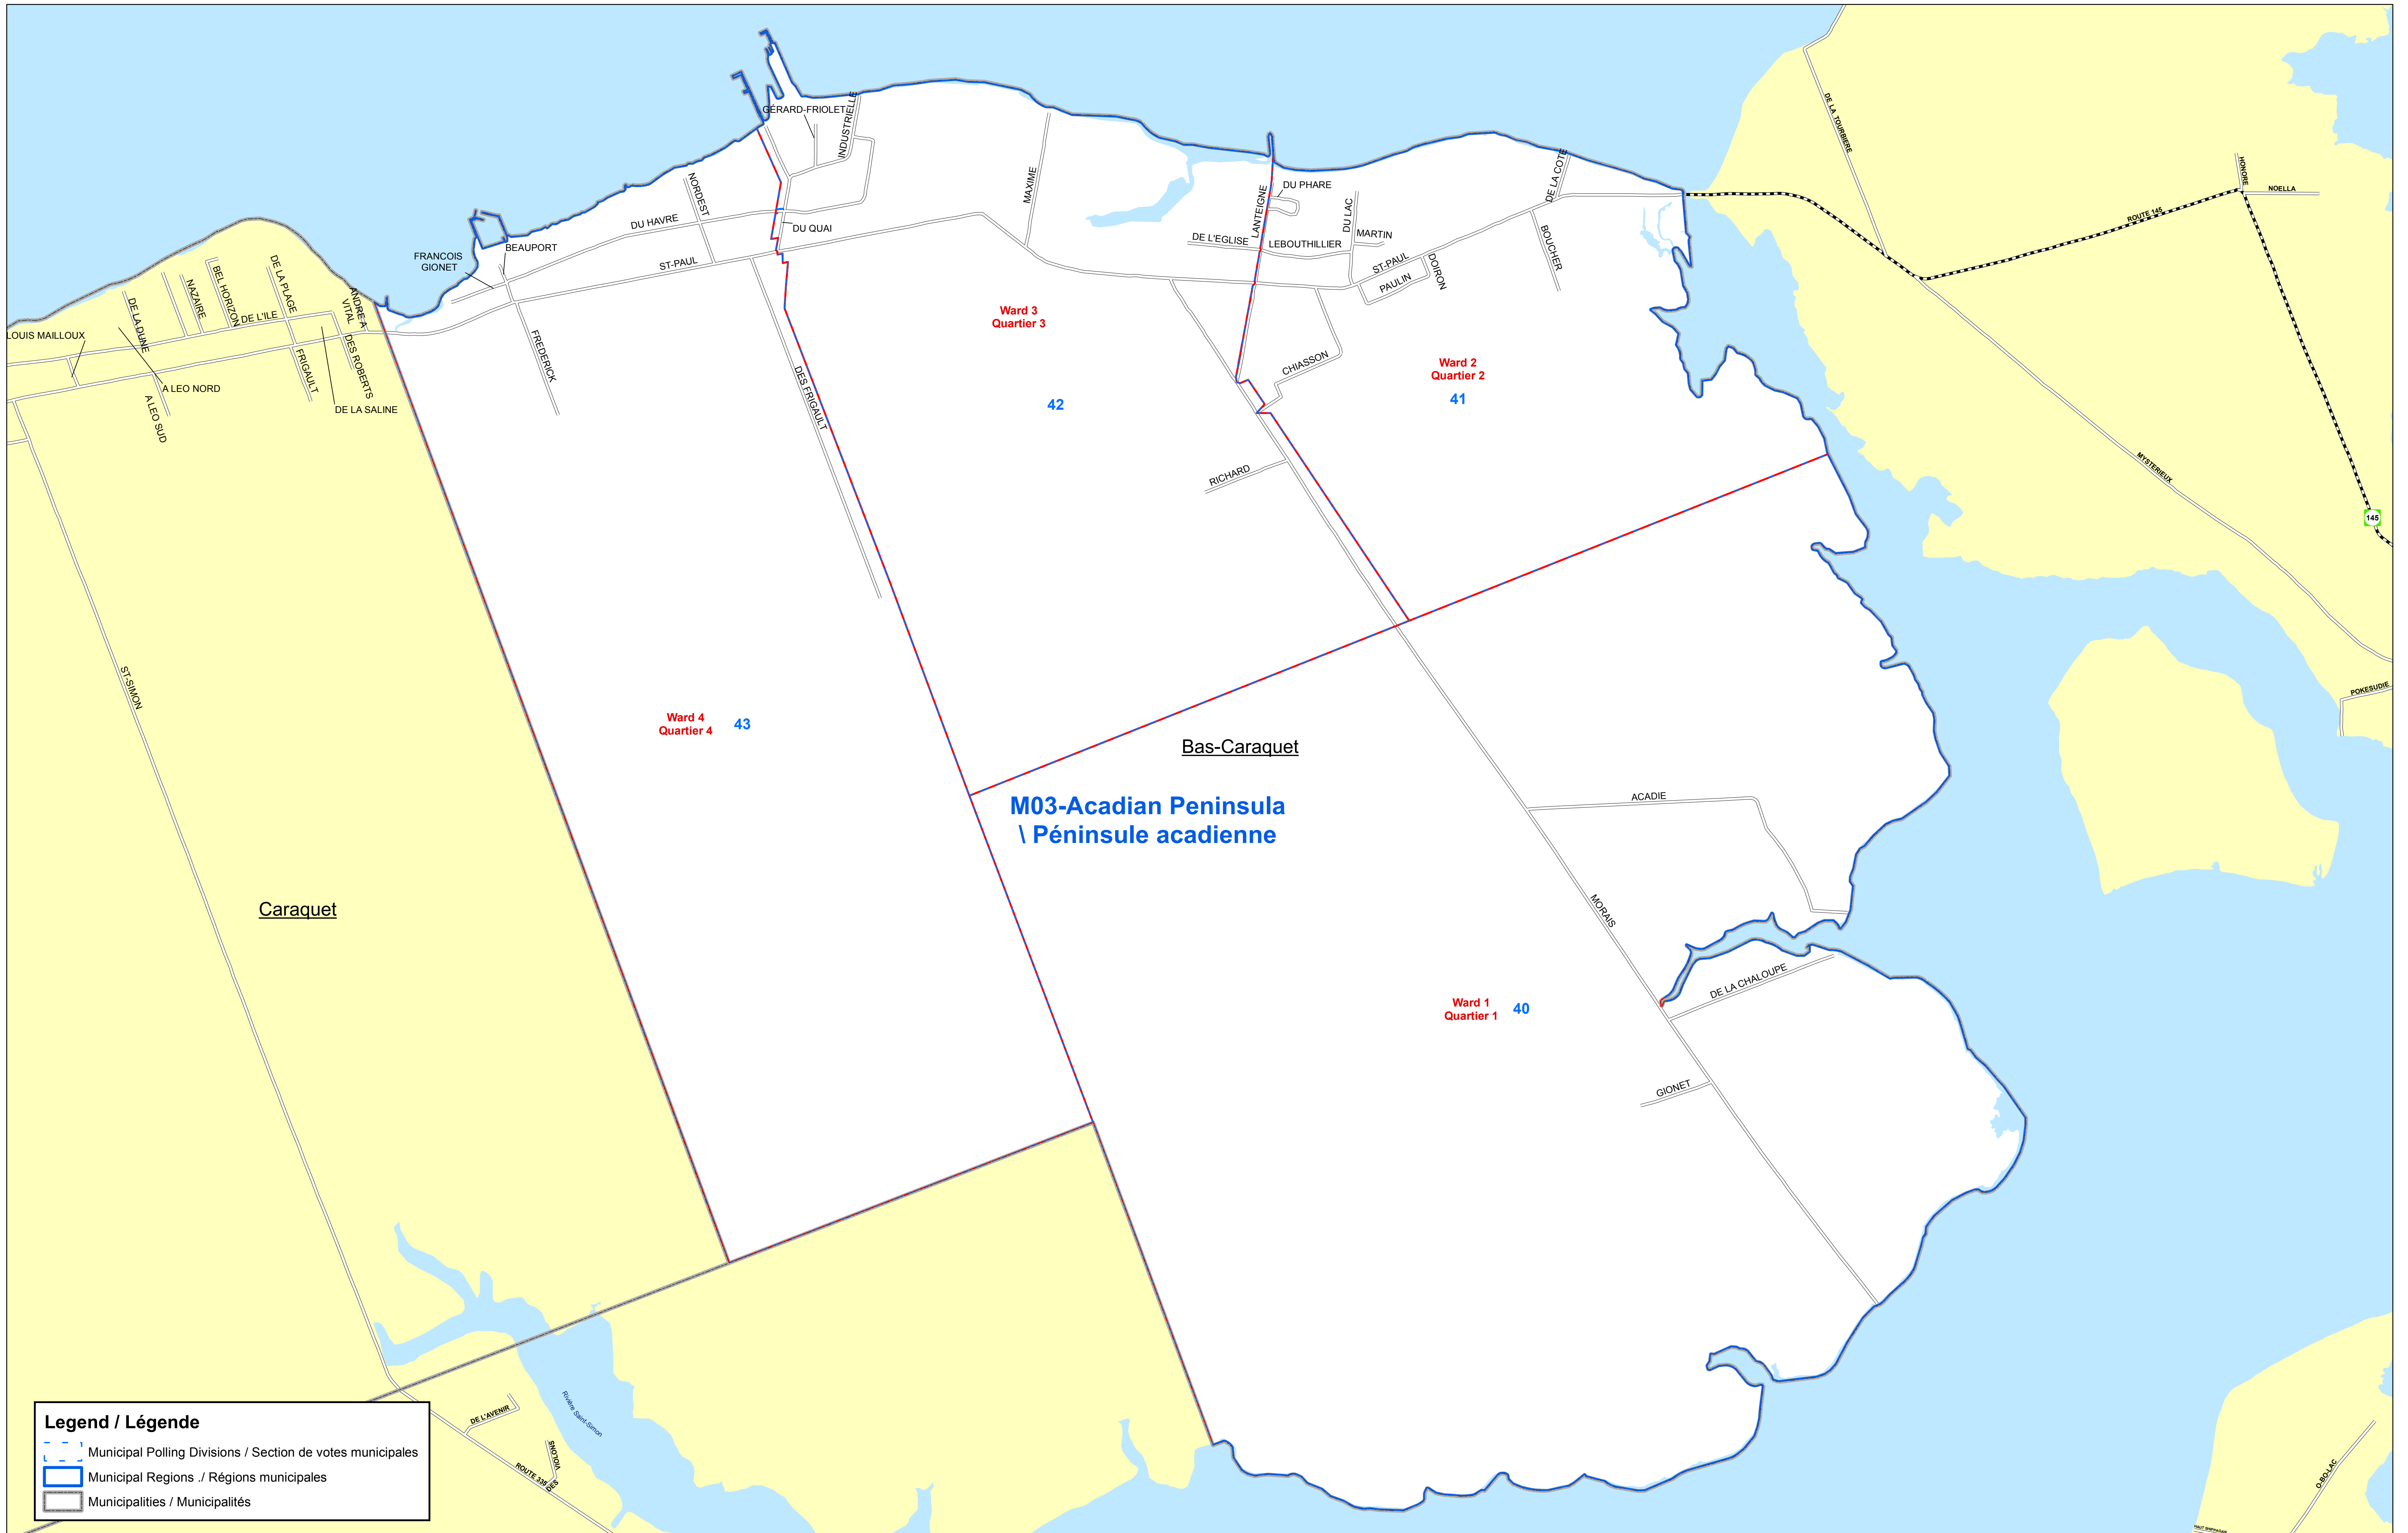 GÉRARD-FRIOLET
INDUSTRIELLE
MAXIME
NORDEST
DU HAVRE
DU QUAI
BEAUPORT
FRANCOIS
GIONET
ST-PAUL
FREDERICK
DES FRIGAULT
LANTEIGNE
DU PHARE
DE L'EGLISE
LEBOUTHILLIER
DU LAC
MARTIN
DE LA COTE
BOUCHER
ST-PAUL
PAULIN
DOIRON
CHIASSON
RICHARD
DE LA TOURBIERE
HONORE
NOELLA
ROUTE 145
MYSTERIEUX
145
POKESUDIE
DE LA DUNE
NAZAIRE
BEL HORIZON
DE LA PLAGE
DE L'ILE
ANDRE A
VITAL
LOUIS MAILLOUX
A LEO NORD
A LEO SUD
FRIGAULT
DES ROBERTS
DE LA SALINE
ST-SIMON
Ward 3
Quartier 3
42
Ward 2
Quartier 2
41
Ward 4
Quartier 4
43
Bas-Caraquet
M03-Acadian Peninsula
\ Péninsule acadienne
Caraquet
ACADIE
MORAIS
DE LA CHALOUPE
Ward 1
Quartier 1
40
GIONET
Legend / Légende
Municipal Polling Divisions / Section de votes municipales
Municipal Regions ./ Régions municipales
Municipalities / Municipalités
DE L'AVENIR
Rivière Saint-Simon
VIOLONS
DES
ROUTE 335
O-BO-LAC
HAUT SHIPPAGAN